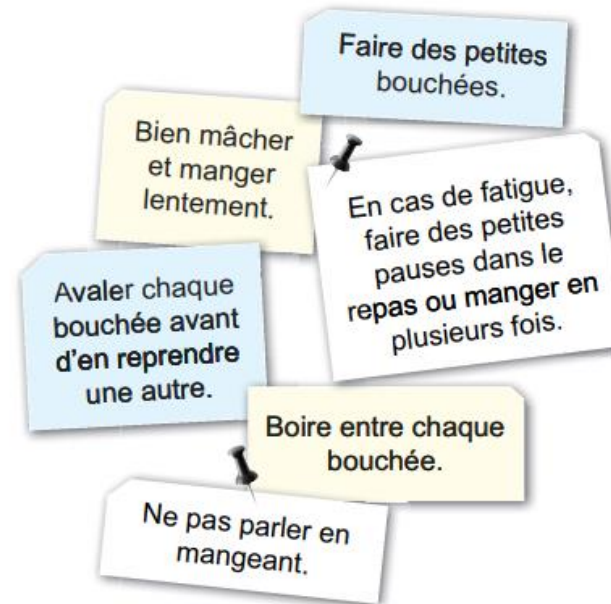 Faire des petites
bouchées.
Bien mâcher
et manger
lentement.
En cas de fatigue,
faire des petites
pauses dans le
repas ou manger en
plusieurs fois.
Avaler chaque
bouchée avant
d'en reprendre
une autre.
Boire entre chaque
bouchée.
Ne pas parler en
mangeant.